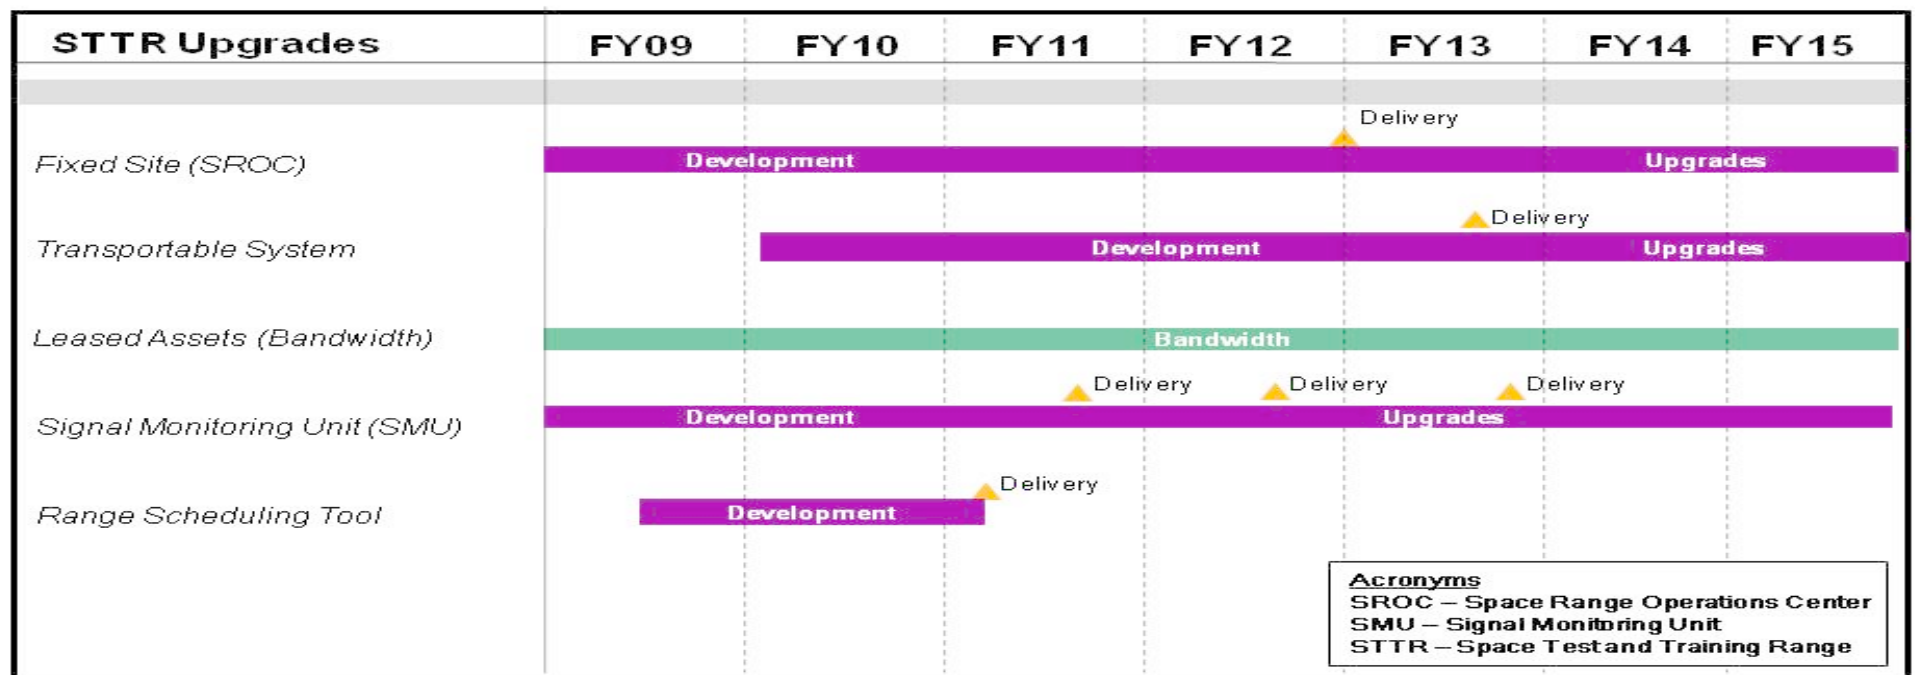 STTR Upgrades FY09 FY10 FY11 FY12 FY13 FY14 FY15
Delivery
Fixed Site (SROC) Development Upgrades
Delivery
Transportable System Development Upgrades
Leased Assets (Bandwidth) Bandwidth
Delivery Delivery Delivery
Signal Monitoring Unit (SMU) Development Upgrades
Delivery
Range Scheduling Tool Development
Acronyms
SROC – Space Range Operations Center
SMU – Signal Monitoring Unit
STTR – Space Test and Training Range